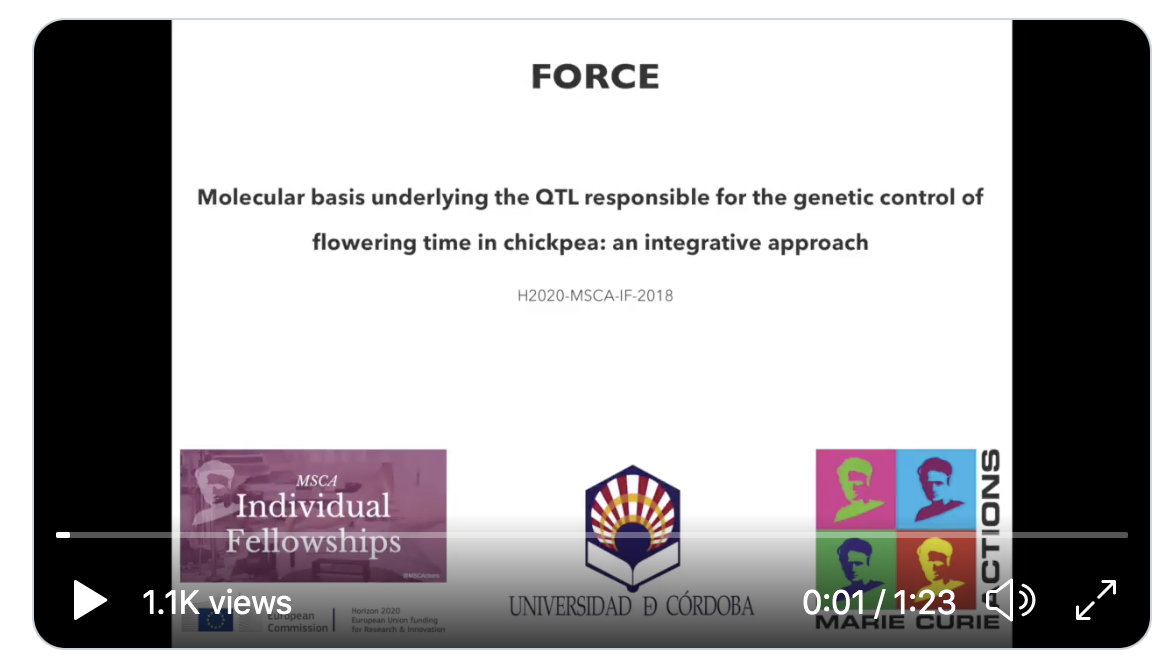 FORCE
Molecular basis underlying the QTL responsible for the genetic control of
flowering time in chickpea: an integrative approach
H2020-MSCA-IF-2018
MSCA
Individual
Fellowships
@MSCActions
European
Commission
Horizon 2020
European Union funding
for Research & Innovation
UNIVERSIDAD Ð CÓRDOBA
ACTIONS
MARIE CURIE
1.1K views
0:01 / 1:23